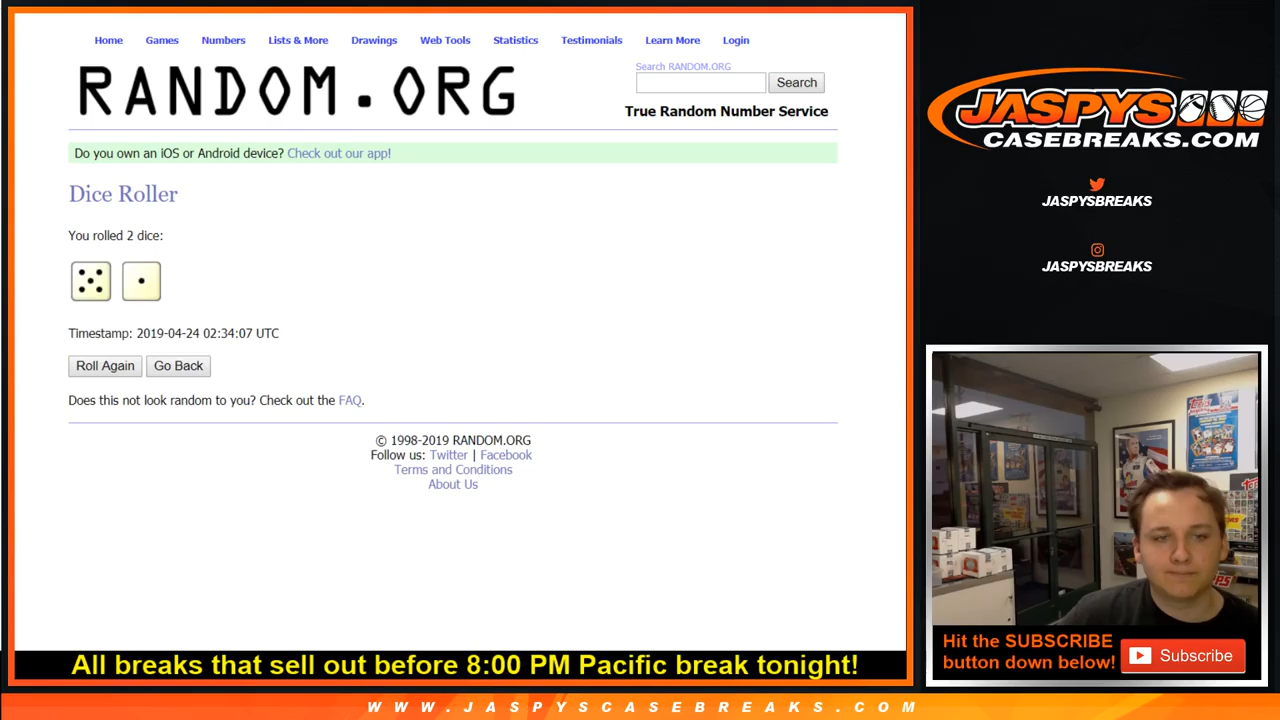 Home Games Numbers Lists & More Drawings Web Tools Statistics Testimonials Learn More Login
RANDOM.ORG
Search RANDOM.ORG
Search
True Random Number Service
Do you own an iOS or Android device? Check out our app!
Dice Roller
You rolled 2 dice:
Timestamp: 2019-04-24 02:34:07 UTC
Roll Again Go Back
Does this not look random to you? Check out the FAQ.
© 1998-2019 RANDOM.ORG
Follow us: Twitter | Facebook
Terms and Conditions
About Us
JASPYS
CASEBREAKS.COM
JASPYSBREAKS
JASPYSBREAKS
Topps
Hit the SUBSCRIBE
button down below!
Subscribe
All breaks that sell out before 8:00 PM Pacific break tonight!
WWW.JASPYSCASEBREAKS.COM